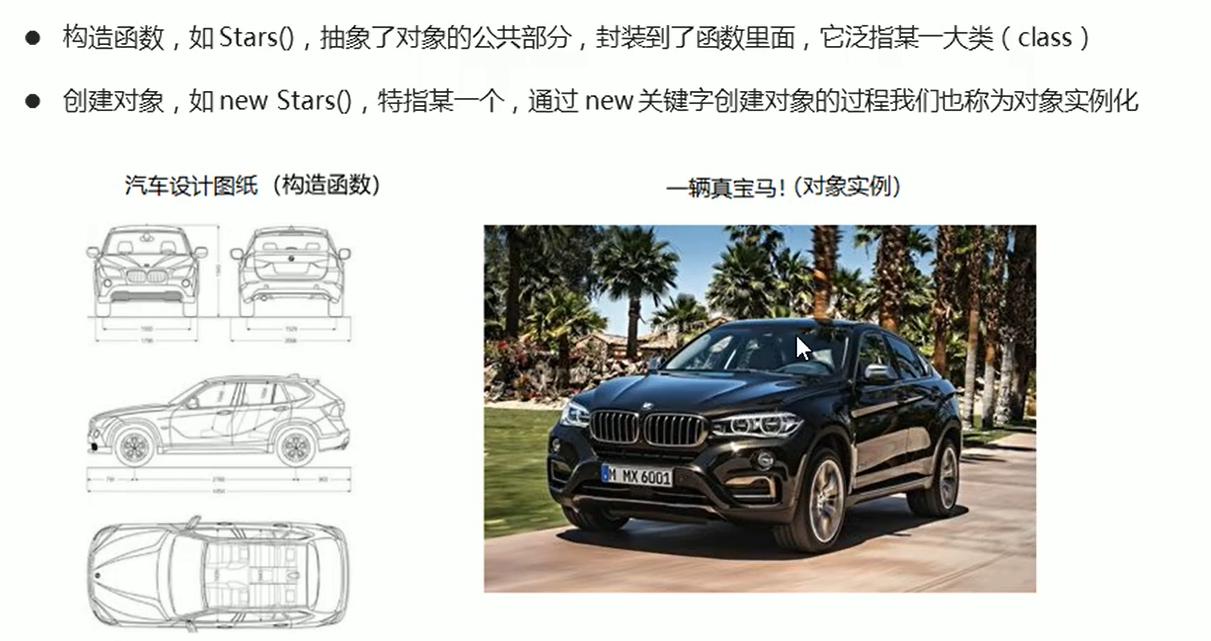 ● 构造函数，如 Stars()，抽象了对象的公共部分，封装到了函数里面，它泛指某一大类（class）
● 创建对象，如 new Stars()，特指某一个，通过 new 关键字创建对象的过程我们也称为对象实例化
汽车设计图纸（构造函数）
一辆真宝马！（对象实例）
M MX 6001